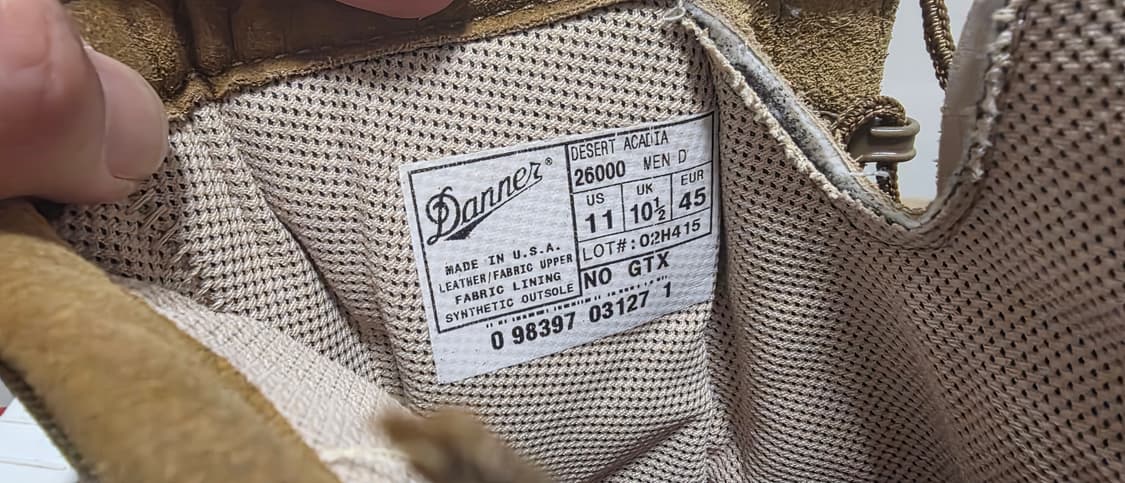 Danner®
MADE IN U.S.A.
LEATHER/FABRIC UPPER
FABRIC LINING
SYNTHETIC OUTSOLE
DESERT ACADIA
26000 MEN D
US UK EUR
11 10½ 45
LOT#: 02H415
NO GTX
0 98397 03127 1